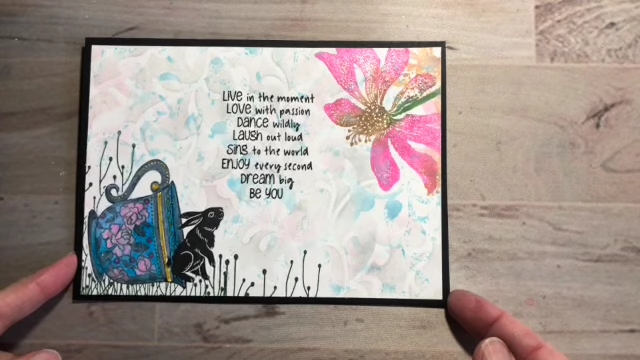 LIVE in the moment
LOVE with passion
DANCE wildly
LAUGH out loud
SING to the world
ENJOY every second
DREAM big
BE YOU